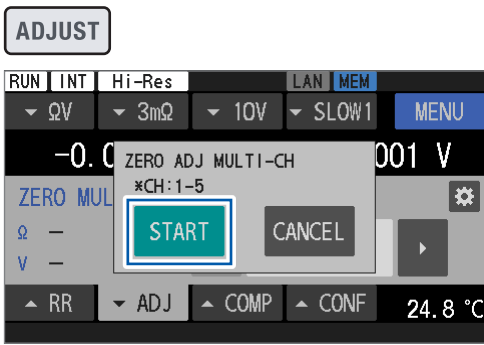 ADJUST
RUN INT Hi-Res LAN MEM
ΩV 3mΩ 10V SLOW1 MENU
-0. 001 V
ZERO ADJ MULTI-CH
*CH:1-5
ZERO MUL
START CANCEL
Ω —
V —
RR ADJ COMP CONF 24.8 °C